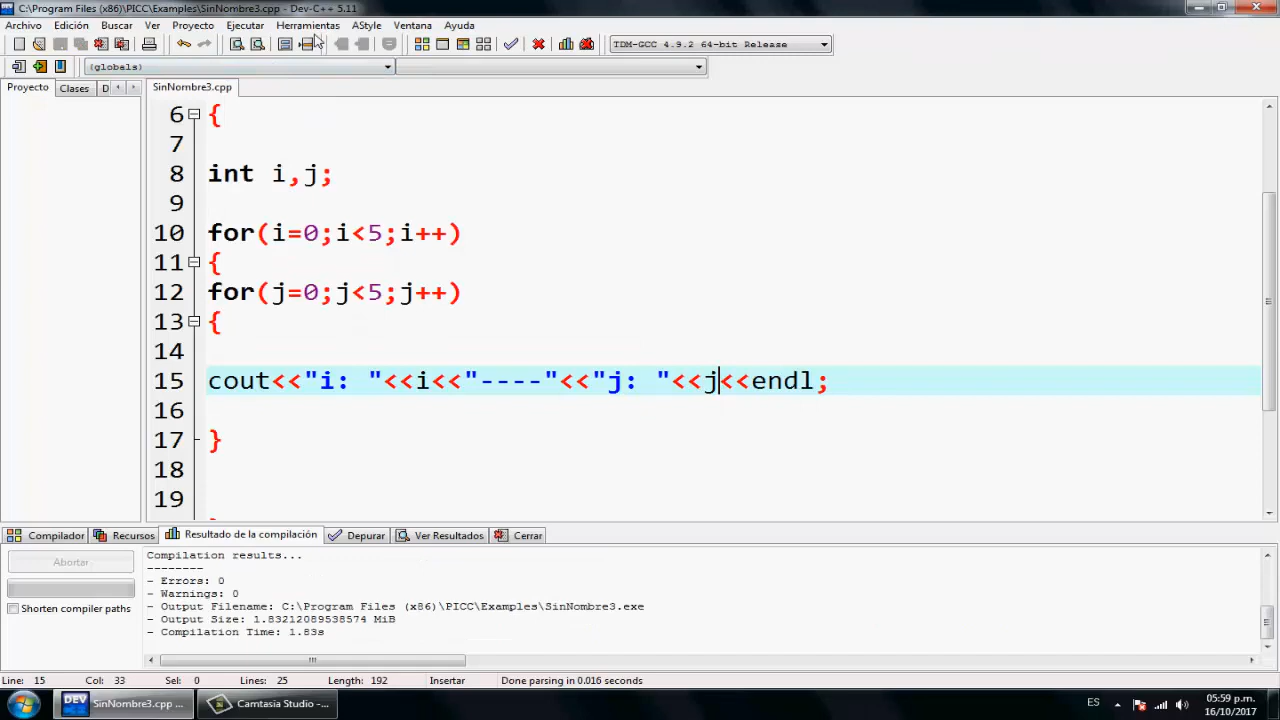 C:\Program Files (x86)\PICC\Examples\SinNombre3.cpp - Dev-C++ 5.11
Archivo Edición Buscar Ver Proyecto Ejecutar Herramientas AStyle Ventana Ayuda
TDM-GCC 4.9.2 64-bit Release
(globals)
Proyecto Clases D SinNombre3.cpp
6 {
7
8 int i,j;
9
10 for(i=0;i<5;i++)
11 {
12 for(j=0;j<5;j++)
13 {
14
15 cout<<"i: "<<i<<"----"<<"j: "<<j<<endl;
16
17 }
18
19
Compilador Recursos Resultado de la compilación Depurar Ver Resultados Cerrar
Abortar
Shorten compiler paths
Compilation results...
--------
- Errors: 0
- Warnings: 0
- Output Filename: C:\Program Files (x86)\PICC\Examples\SinNombre3.exe
- Output Size: 1.83212089538574 MiB
- Compilation Time: 1.83s
Line: 15 Col: 33 Sel: 0 Lines: 25 Length: 192 Insertar Done parsing in 0.016 seconds
DEV SinNombre3.cpp ... Camtasia Studio - ... ES 05:59 p.m.
16/10/2017